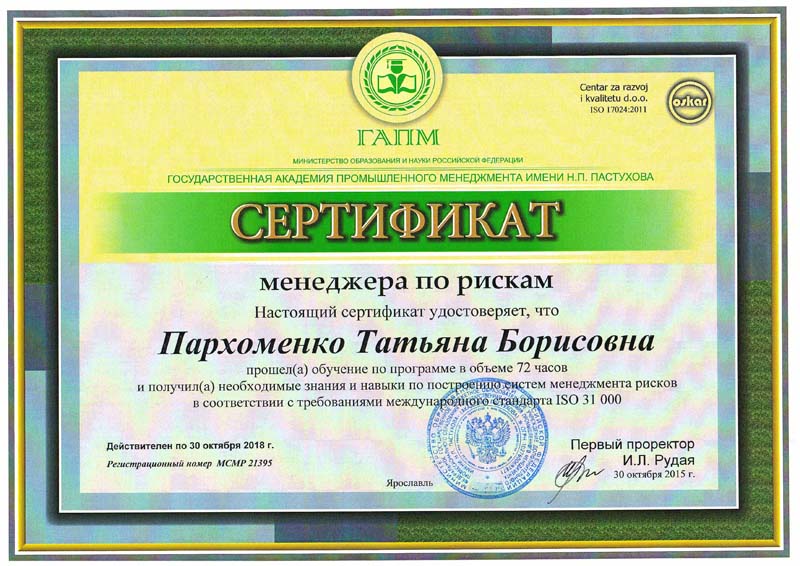 Centar za razvoj
i kvalitetu d.o.o.
ISO 17024:2011
oskar
ГАПМ
МИНИСТЕРСТВО ОБРАЗОВАНИЯ И НАУКИ РОССИЙСКОЙ ФЕДЕРАЦИИ
ГОСУДАРСТВЕННАЯ АКАДЕМИЯ ПРОМЫШЛЕННОГО МЕНЕДЖМЕНТА ИМЕНИ Н.П. ПАСТУХОВА
СЕРТИФИКАТ
менеджера по рискам
Настоящий сертификат удостоверяет, что
Пархоменко Татьяна Борисовна
прошел(а) обучение по программе в объеме 72 часов
и получил(а) необходимые знания и навыки по построению систем менеджмента рисков
в соответствии с требованиями международного стандарта ISO 31 000
Действителен по 30 октября 2018 г.
Регистрационный номер МСМР 21395
Ярославль
Первый проректор
И.Л. Рудая
30 октября 2015 г.